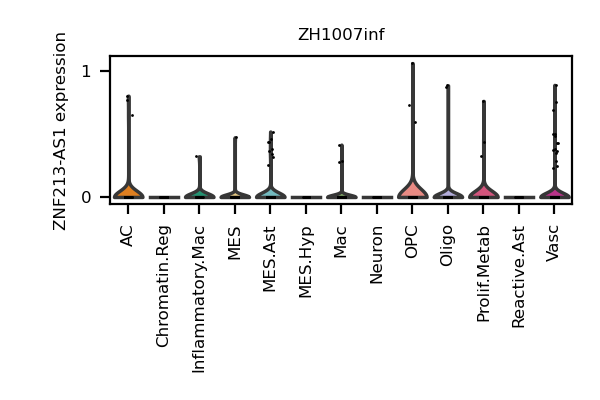 ZH1007inf
ZNF213-AS1 expression
1
0
AC
Chromatin.Reg
Inflammatory.Mac
MES
MES.Ast
MES.Hyp
Mac
Neuron
OPC
Oligo
Prolif.Metab
Reactive.Ast
Vasc